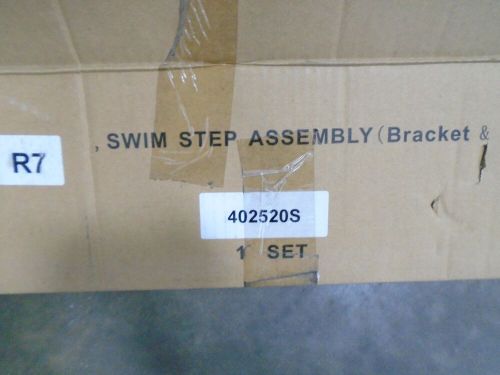 , SWIM STEP ASSEMBLY(Bracket &
R7
402520S
1 SET